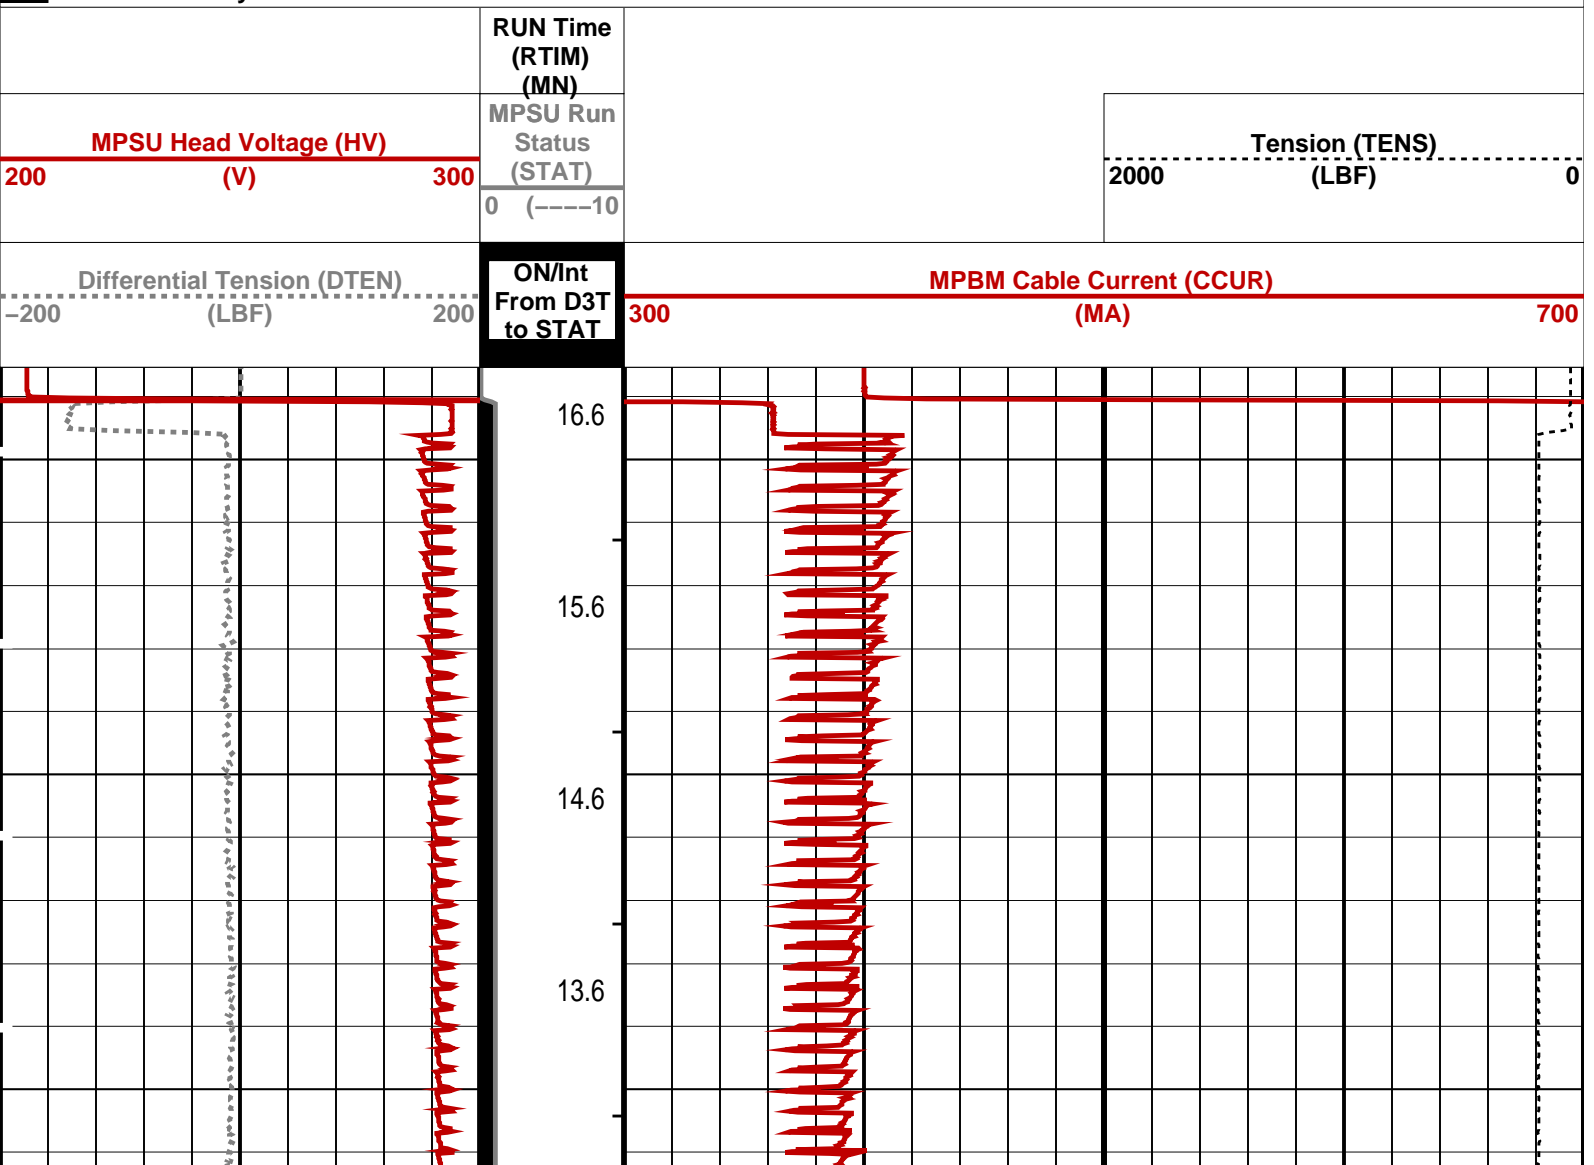 RUN Time
(RTIM)
(MN)
MPSU Head Voltage (HV)
200 (V) 300
MPSU Run
Status
(STAT)
0 (----10
Tension (TENS)
2000 (LBF) 0
Differential Tension (DTEN)
-200 (LBF) 200
ON/Int
From D3T
to STAT
MPBM Cable Current (CCUR)
300 (MA) 700
16.6
15.6
14.6
13.6